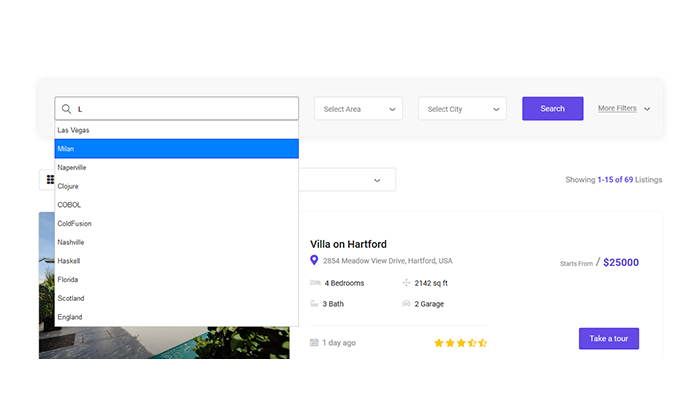 L
Select Area
Select City
Search
More Filters
Las Vegas
Milan
Naperville
Clojure
COBOL
ColdFusion
Nashville
Haskell
Florida
Scotland
England
Showing 1-15 of 69 Listings
Villa on Hartford
2854 Meadow View Drive, Hartford, USA
Starts From / $25000
4 Bedrooms
2142 sq ft
3 Bath
2 Garage
1 day ago
Take a tour